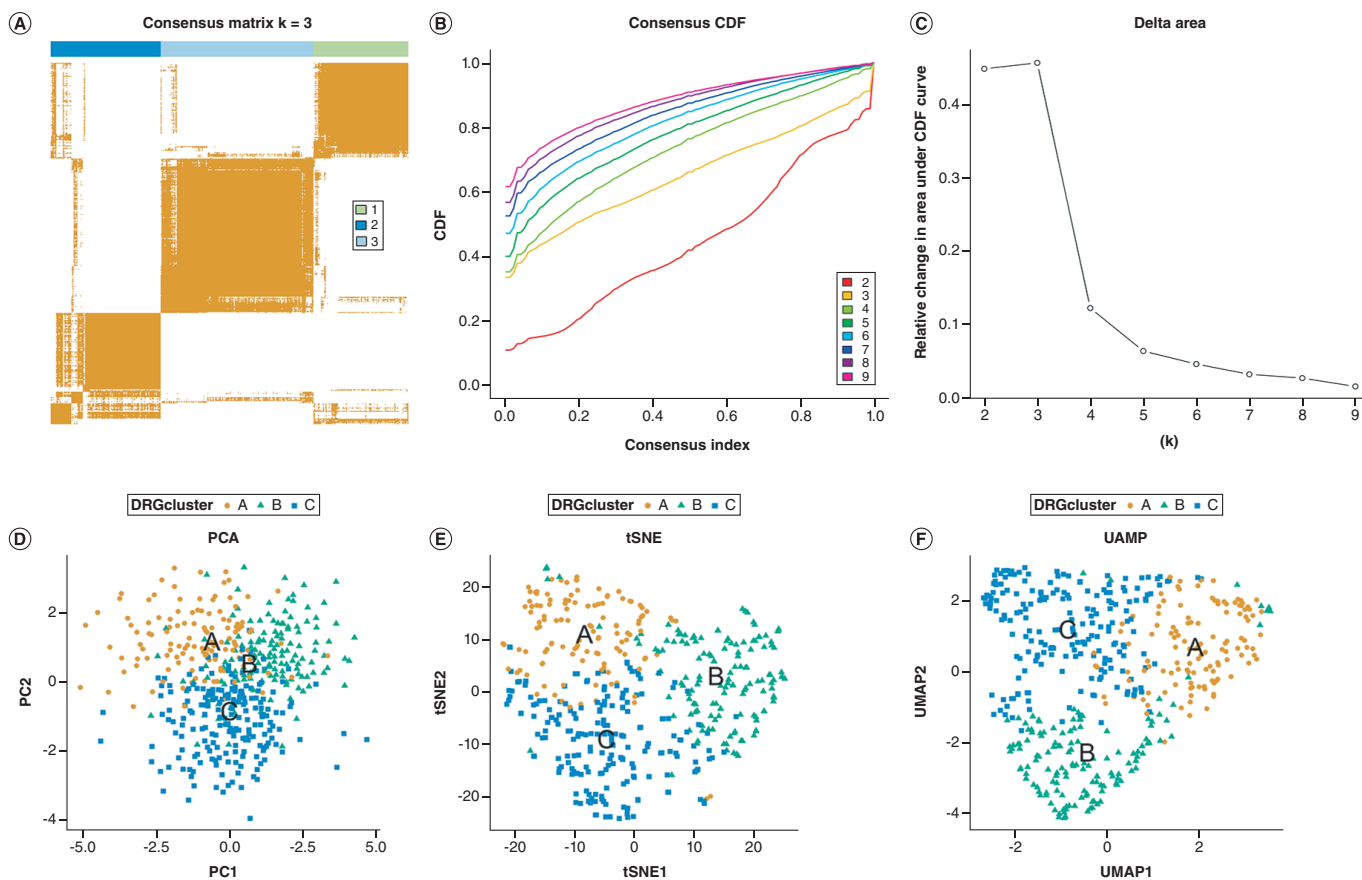 A
Consensus matrix k = 3
1
2
3
B
Consensus CDF
CDF
1.0
0.8
0.6
0.4
0.2
0.0
0.0 0.2 0.4 0.6 0.8 1.0
Consensus index
2
3
4
5
6
7
8
9
C
Delta area
Relative change in area under CDF curve
0.4
0.3
0.2
0.1
0.0
2 3 4 5 6 7 8 9
(k)
D
DRGcluster A B C
PCA
PC2
2
0
-2
-4
A
B
C
-5.0 -2.5 0.0 -2.5 5.0
PC1
E
DRGcluster A B C
tSNE
tSNE2
20
10
0
-10
-20
A
B
C
-20 -10 0 10 20
tSNE1
F
DRGcluster A B C
UAMP
UMAP2
2
0
-2
-4
C
A
B
-2 0 2
UMAP1